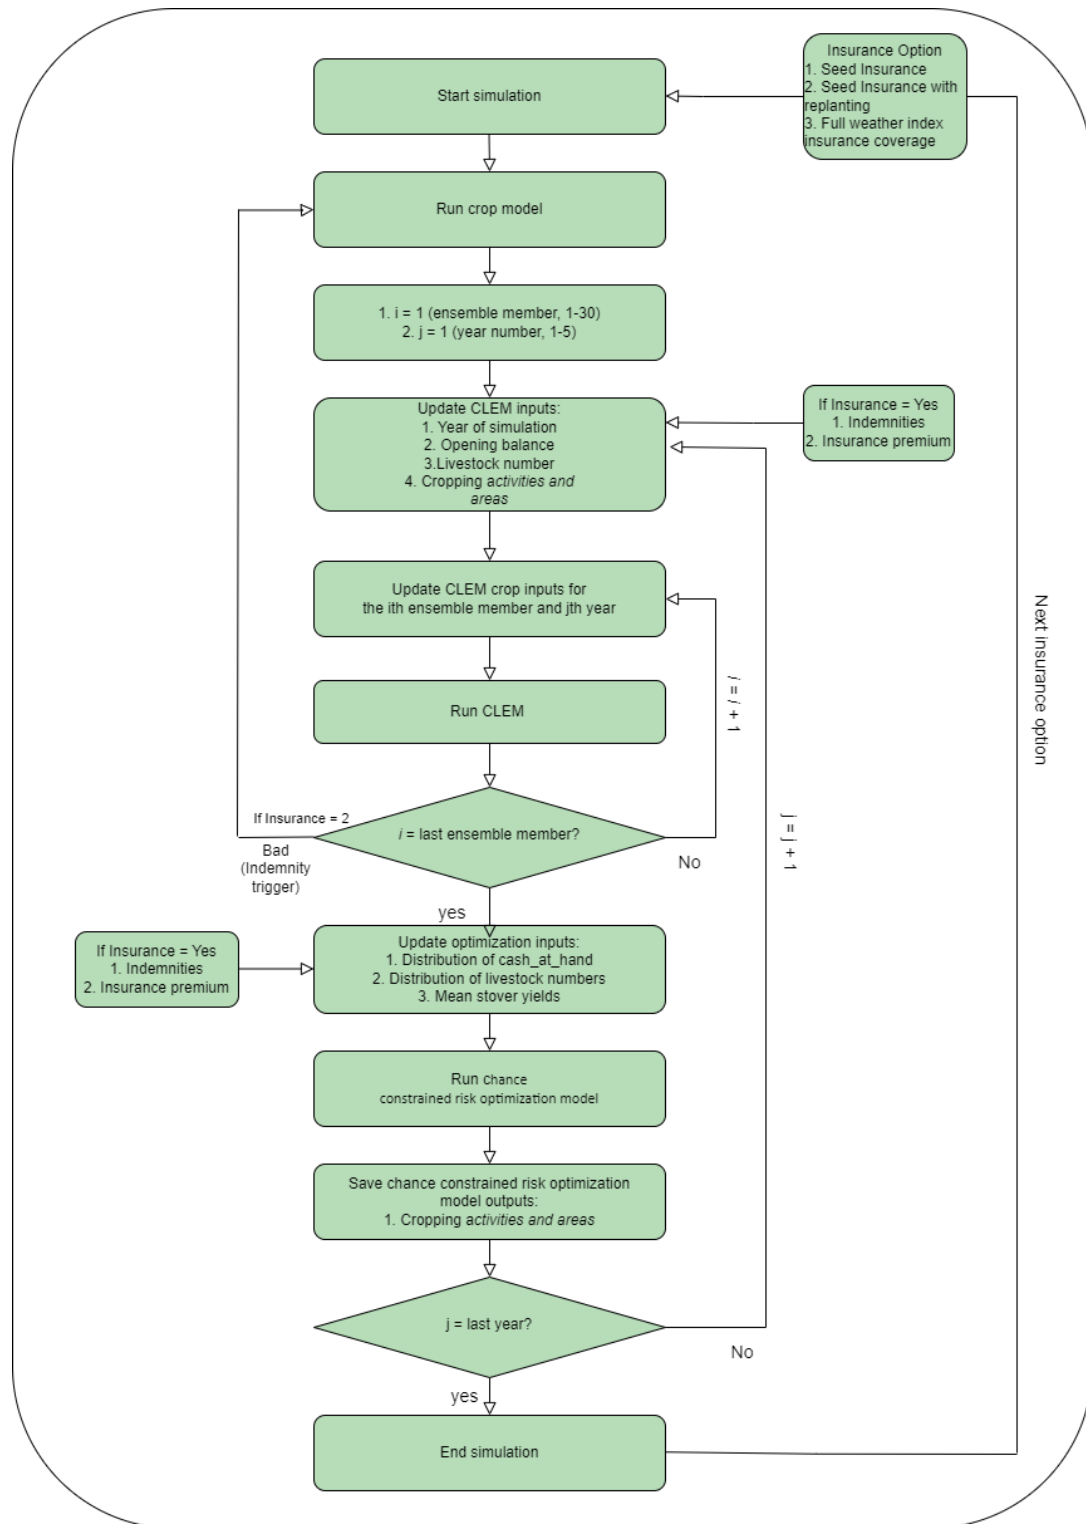 Insurance Option
1. Seed Insurance
2. Seed Insurance with
replanting
3. Full weather index
insurance coverage
Start simulation
Run crop model
1. i = 1 (ensemble member, 1-30)
2. j = 1 (year number, 1-5)
Update CLEM inputs:
1. Year of simulation
2. Opening balance
3.Livestock number
4. Cropping activities and
areas
If Insurance = Yes
1. Indemnities
2. Insurance premium
Update CLEM crop inputs for
the ith ensemble member and jth year
Next insurance option
i = i + 1
Run CLEM
If Insurance = 2
i = last ensemble member?
j = j + 1
Bad
(Indemnity
trigger)
No
yes
If Insurance = Yes
1. Indemnities
2. Insurance premium
Update optimization inputs:
1. Distribution of cash_at_hand
2. Distribution of livestock numbers
3. Mean stover yields
Run chance
constrained risk optimization model
Save chance constrained risk optimization
model outputs:
1. Cropping activities and areas
j = last year?
No
yes
End simulation